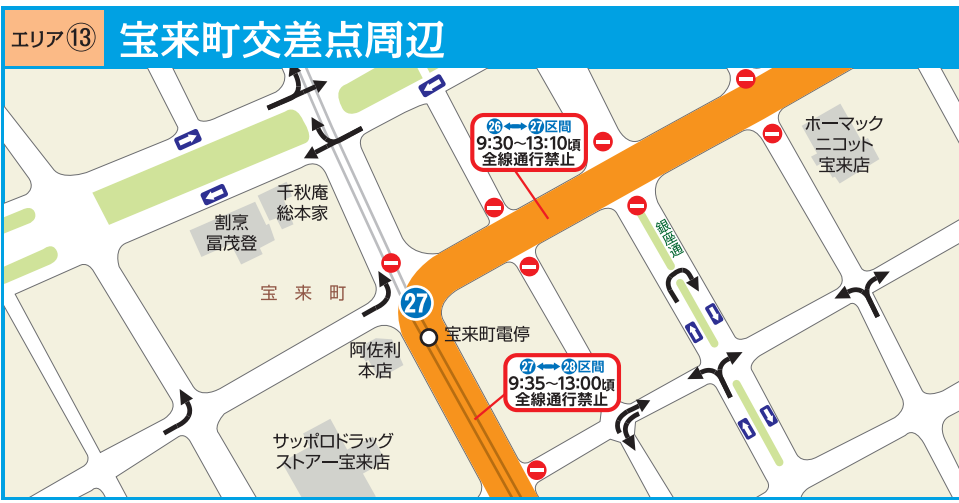 エリア⑬
宝来町交差点周辺
26↔27区間
9:30～13:10頃
全線通行禁止
ホーマック
ニコット
宝来店
千秋庵
総本家
割烹
冨茂登
銀座通
宝来町
27
宝来町電停
阿佐利
本店
27↔28区間
9:35～13:00頃
全線通行禁止
サッポロドラッグ
ストアー宝来店